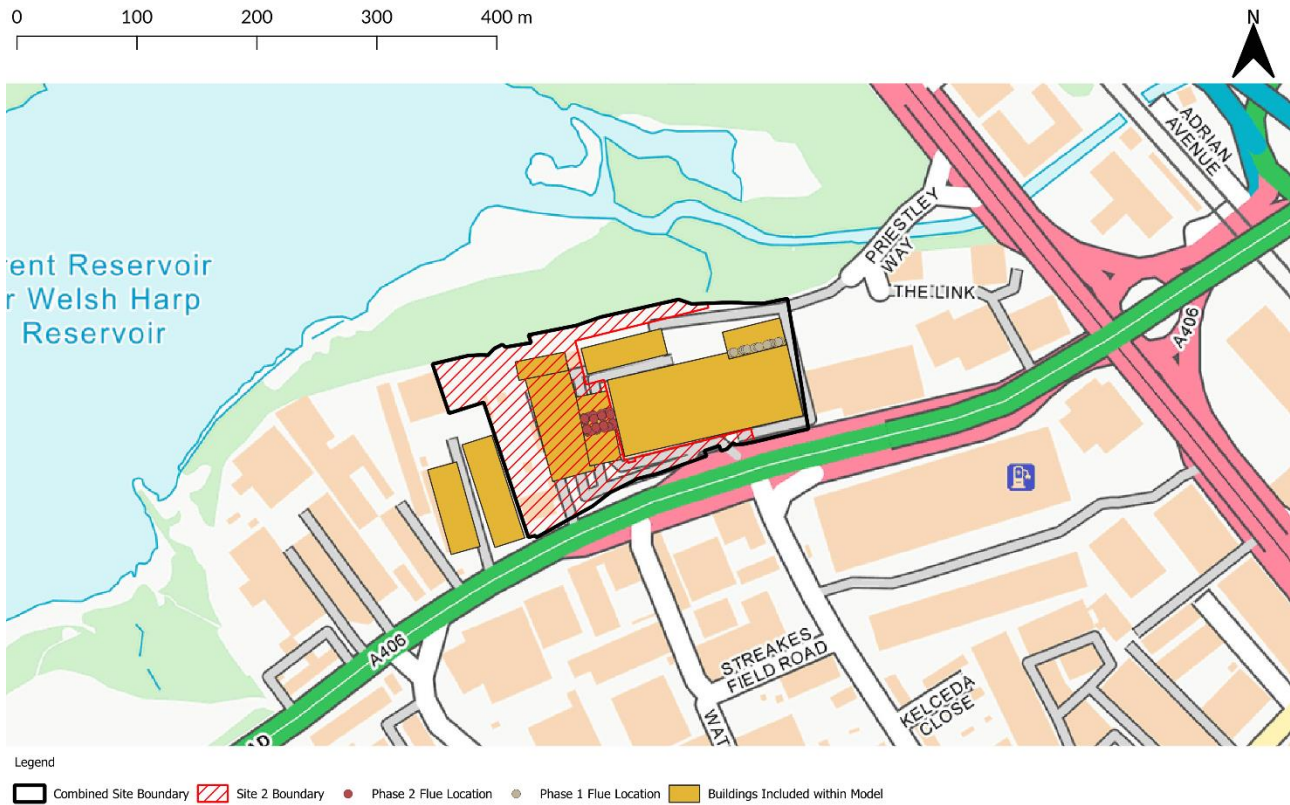 0 100 200 300 400 m
N
ADRIAN
AVENUE
PRIESTLEY
WAY
rent Reservoir
r Welsh Harp
Reservoir
THE LINK
A406
A406
STREAKES
FIELD ROAD
KELCEDA
CLOSE
WAT
AD
Legend
Combined Site Boundary Site 2 Boundary Phase 2 Flue Location Phase 1 Flue Location Buildings Included within Model